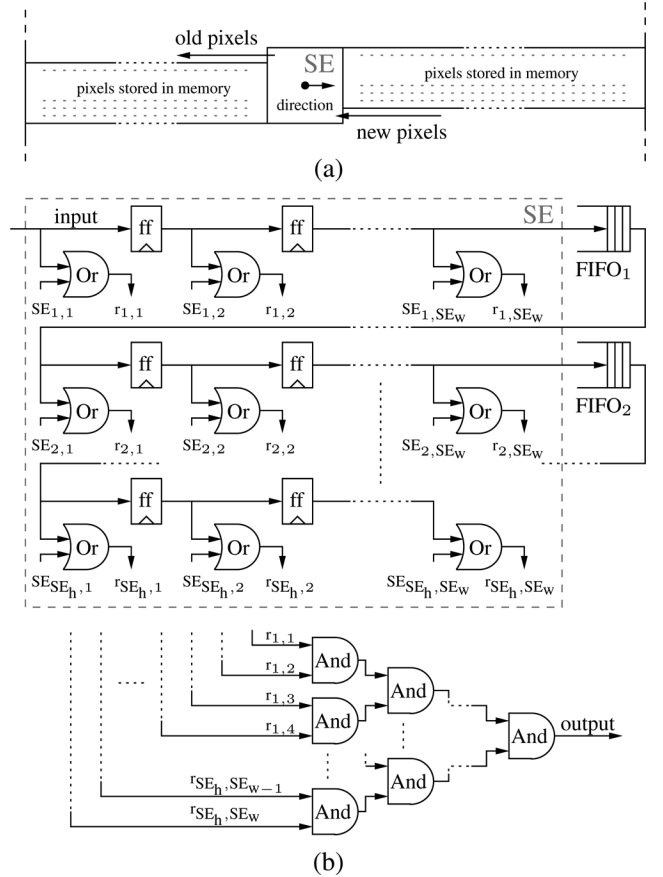 old pixels
SE
pixels stored in memory
pixels stored in memory
direction
new pixels
(a)
input ff ff SE
Or Or Or FIFO1
SE1,1 r1,1 SE1,2 r1,2 SE1,SEw r1,SEw
ff ff
Or Or Or FIFO2
SE2,1 r2,1 SE2,2 r2,2 SE2,SEw r2,SEw
ff ff
Or Or Or
SESEh,1 rSEh,1 SESEh,2 rSEh,2 SESEh,SEw rSEh,SEw
r1,1
And
r1,2
And
r1,3
And
r1,4
And output
And
rSEh,SEw−1
And
rSEh,SEw
(b)